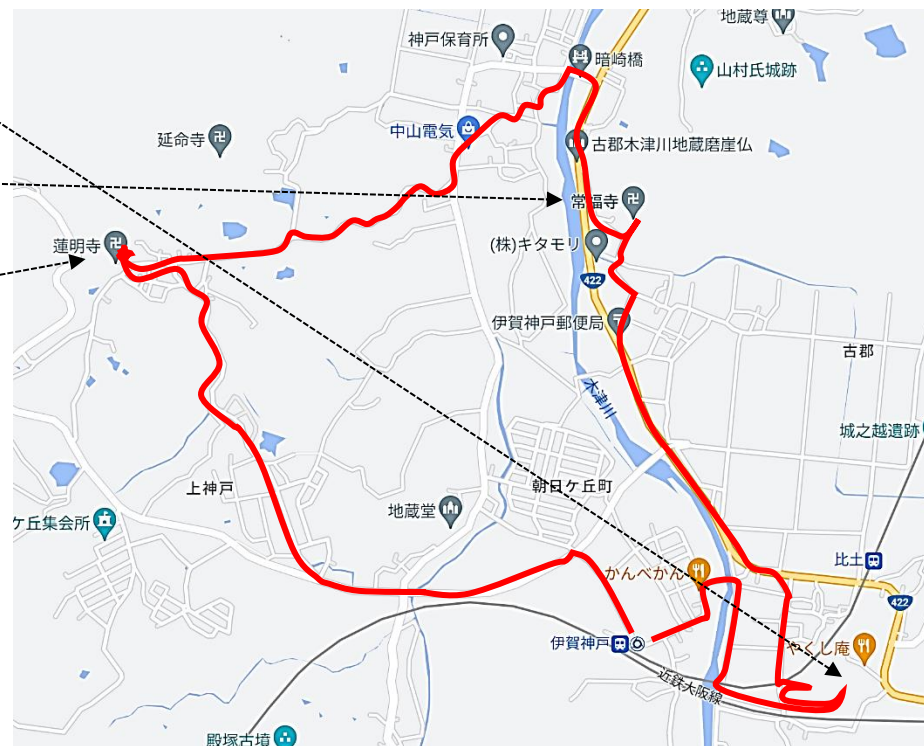 地蔵尊
神戸保育所
暗崎橋
山村氏城跡
中山電気
延命寺
古郡木津川地蔵磨崖仏
常福寺
蓮明寺
(株)キタモリ
422
伊賀神戸郵便局
古郡
木津川
城之越遺跡
上神戸
朝日ケ丘町
地蔵堂
ケ丘集会所
比土
かんべかん
422
伊賀神戸
やくし庵
近鉄大阪線
殿塚古墳